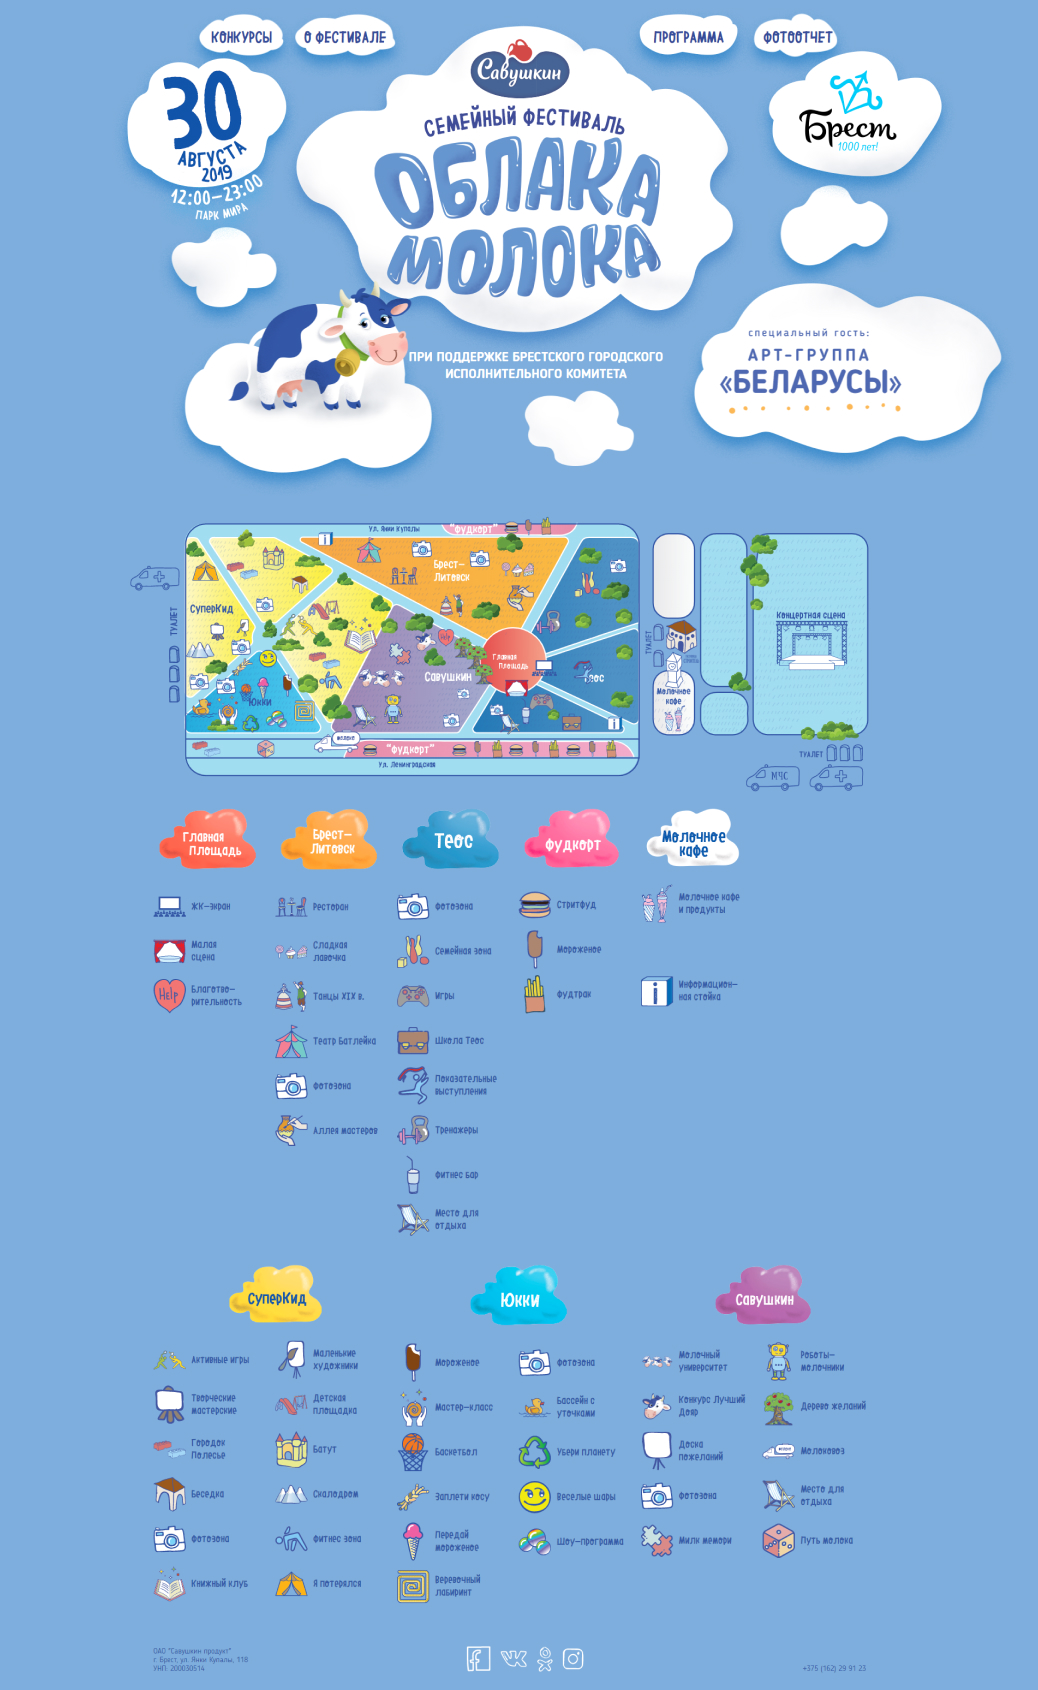 КОНКУРСЫ
О ФЕСТИВАЛЕ
ПРОГРАММА
ФОТООТЧЕТ
30
АВГУСТА
2019
12:00–23:00
ПАРК МИРА
Савушкин
СЕМЕЙНЫЙ ФЕСТИВАЛЬ
ОБЛАКА
МОЛОКА
Брест
1000 лет!
ПРИ ПОДДЕРЖКЕ БРЕСТСКОГО ГОРОДСКОГО
ИСПОЛНИТЕЛЬНОГО КОМИТЕТА
специальный гость:
АРТ-ГРУППА
«БЕЛАРУСЫ»
Ул. Янки Купалы
"Фудкорт"
Брест-
Литовск
СуперКид
ТУАЛЕТ
Help
Главная
Площадь
Савушкин
Теос
Юкки
молоко
"Фудкорт"
Ул. Ленинградская
ТУАЛЕТ
Молочное
кафе
Концертная сцена
ТУАЛЕТ
МЧС
Главная
Площадь
Брест-
Литовск
Теос
Фудкорт
Молочное
кафе
ЖК-экран
Малая
сцена
Help
Благотво-
рительность
Ресторан
Сладкая
лавочка
Танцы XIX в.
Театр Батлейка
Фотозона
Аллея мастеров
Фотозона
Семейная зона
Игры
Школа Теос
Показательные
выступления
Тренажеры
Фитнес бар
Место для
отдыха
Стритфуд
Мороженое
Фудтрак
Молочное кафе
и продукты
Информацион-
ная стойка
СуперКид
Юкки
Савушкин
Активные игры
Творческие
мастерские
Городок
Полесье
Беседка
Фотозона
Книжный клуб
Маленькие
художники
Детская
площадка
Батут
Скалодром
Фитнес зона
Я потерялся
Мороженое
Мастер-класс
Баскетбол
Заплети косу
Передай
мороженое
Веревочный
лабиринт
Фотозона
Бассейн с
уточками
Убери планету
Веселые шары
Шоу-программа
Молочный
университет
Конкурс Лучший
Дояр
Доска
пожеланий
Фотозона
Милк мемори
Роботы-
молочники
Дерево желаний
Молоковоз
Место для
отдыха
Путь молока
ОАО "Савушкин продукт"
г. Брест, ул. Янки Купалы, 118
УНП: 200030514
+375 (162) 29 91 23